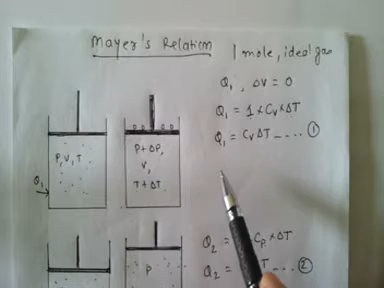 Mayer's Relation
1 mole, ideal gas
Q₁, ΔV = 0
Q₁ = 1 × Cv × ΔT
Q₁ = Cv ΔT ---- ①
P, V, T
P + ΔP,
V,
T + ΔT
Q₁
Q₂ = Cp × ΔT
Q₂ = T --- ②
P